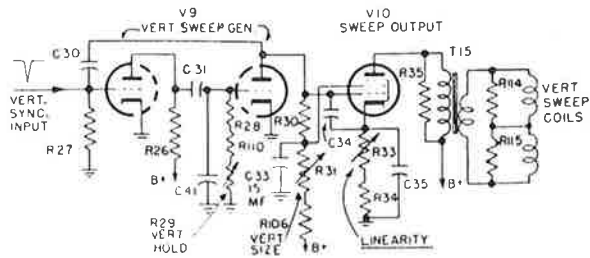 V9
VERT SWEEP GEN
V10
SWEEP OUTPUT
C30
C31
VERT.
SYNC.
INPUT
R27
R26
B+
C41
R28
R110
R29
VERT
HOLD
R30
C33
15
MF
R31
R106
VERT
SIZE
B+
C34
R33
R34
LINEARITY
C35
R35
T15
B+
R114
R115
VERT
SWEEP
COILS